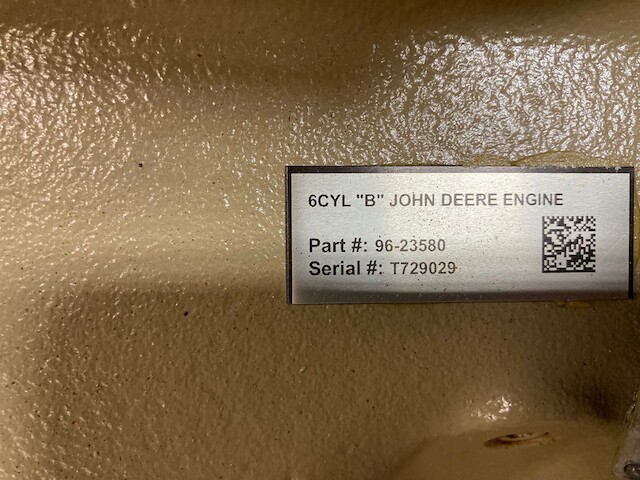 6CYL "B" JOHN DEERE ENGINE
Part #: 96-23580
Serial #: T729029